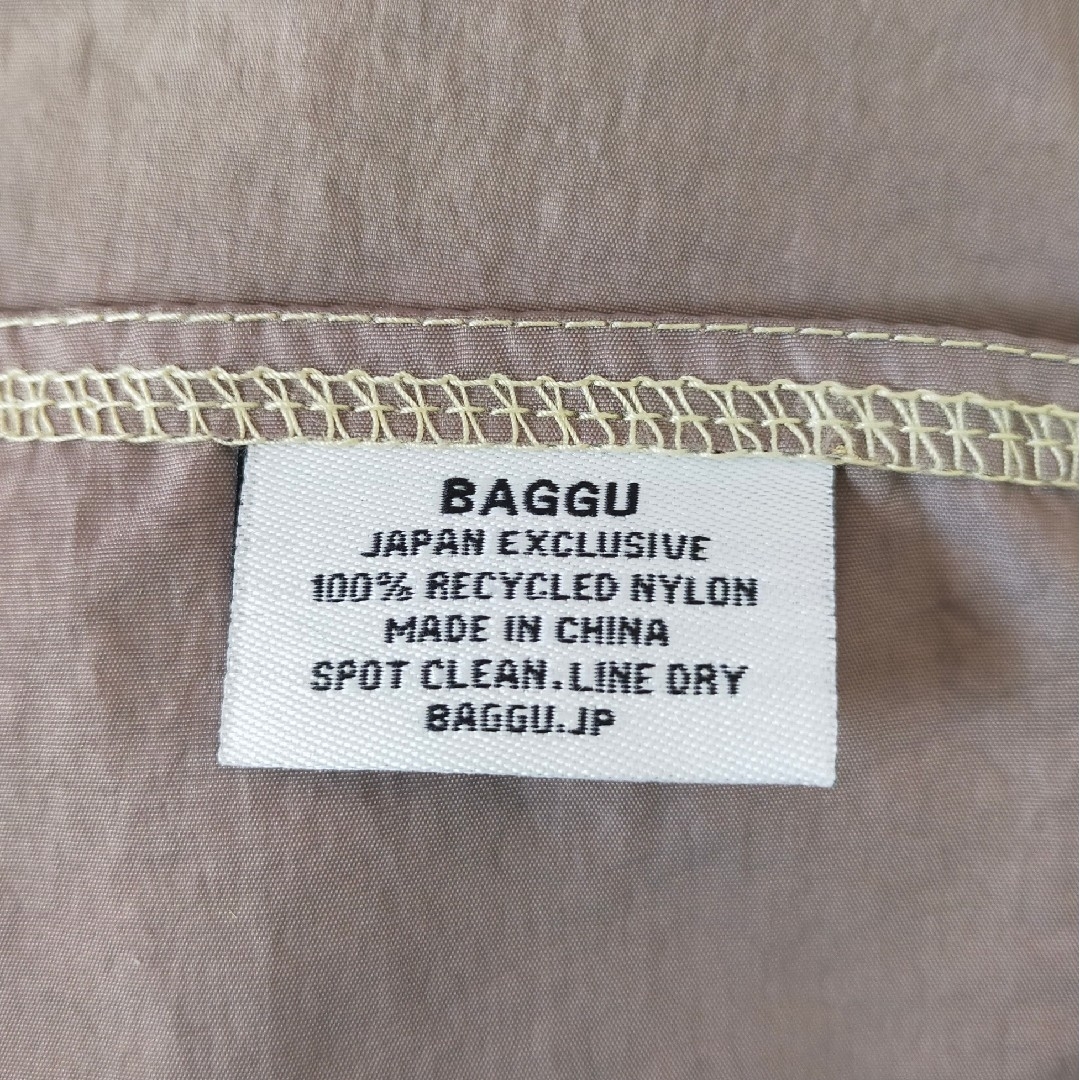 BAGGU
JAPAN EXCLUSIVE
100% RECYCLED NYLON
MADE IN CHINA
SPOT CLEAN.LINE DRY
BAGGU.JP